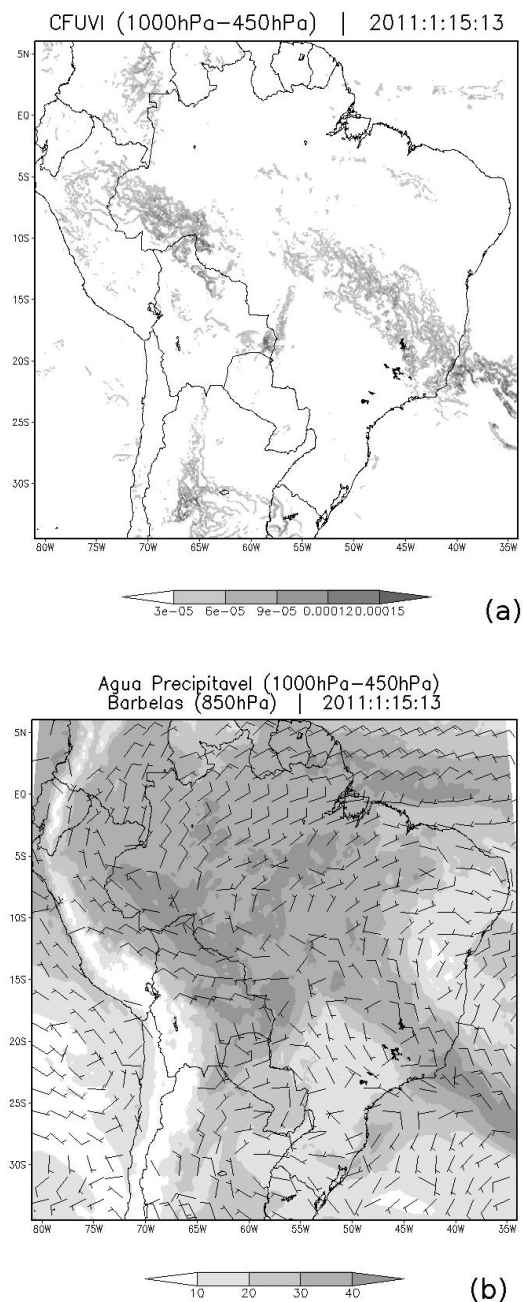 CFUVI (1000hPa-450hPa) | 2011:1:15:13
5N
EQ
5S
10S
15S
20S
25S
30S
80W 75W 70W 65W 60W 55W 50W 45W 40W 35W
3e-05 6e-05 9e-05 0.00012 0.00015
(a)
Agua Precipitavel (1000hPa-450hPa)
Barbelas (850hPa) | 2011:1:15:13
5N
EQ
5S
10S
15S
20S
25S
30S
80W 75W 70W 65W 60W 55W 50W 45W 40W 35W
10 20 30 40
(b)